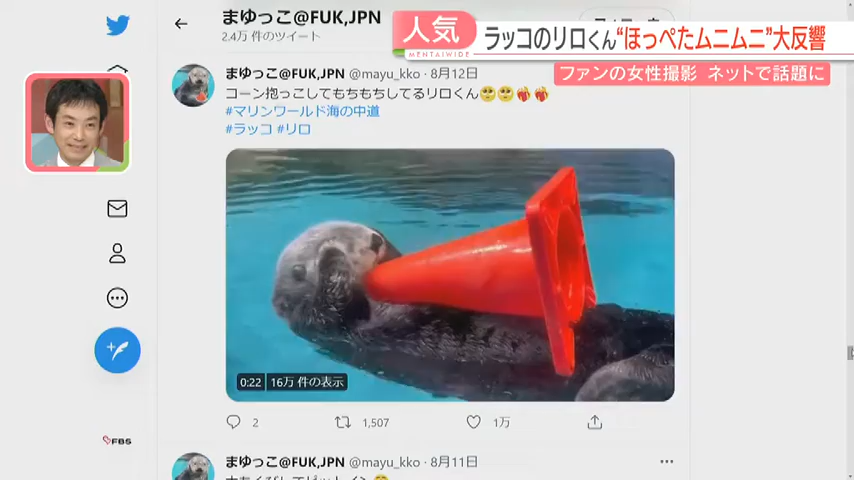 まゆっこ@FUK,JPN
2.4万 件のツイート
人気
MENTAIWIDE
ラッコのリロくん“ほっぺたムニムニ”大反響
ファンの女性撮影 ネットで話題に
まゆっこ@FUK,JPN @mayu_kko · 8月12日
コーン抱っこしてもちもちしてるリロくん
#マリンワールド海の中道
#ラッコ #リロ
0:22 16万 件の表示
2 1,507 1万
FBS
まゆっこ@FUK,JPN @mayu_kko · 8月11日